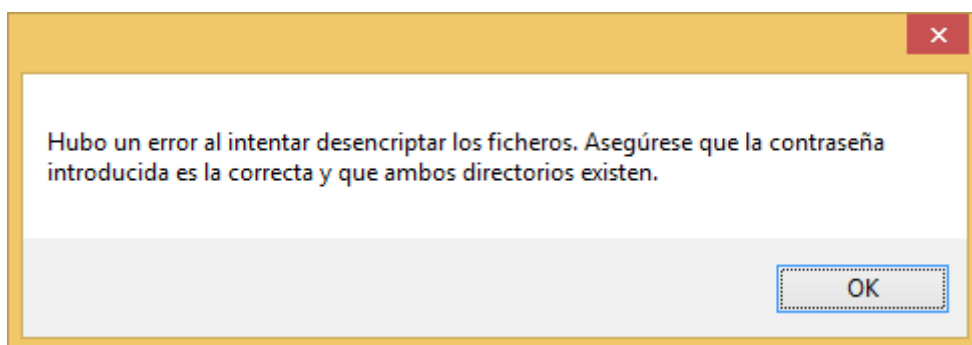 Hubo un error al intentar desencriptar los ficheros. Asegúrese que la contraseña
introducida es la correcta y que ambos directorios existen.
OK